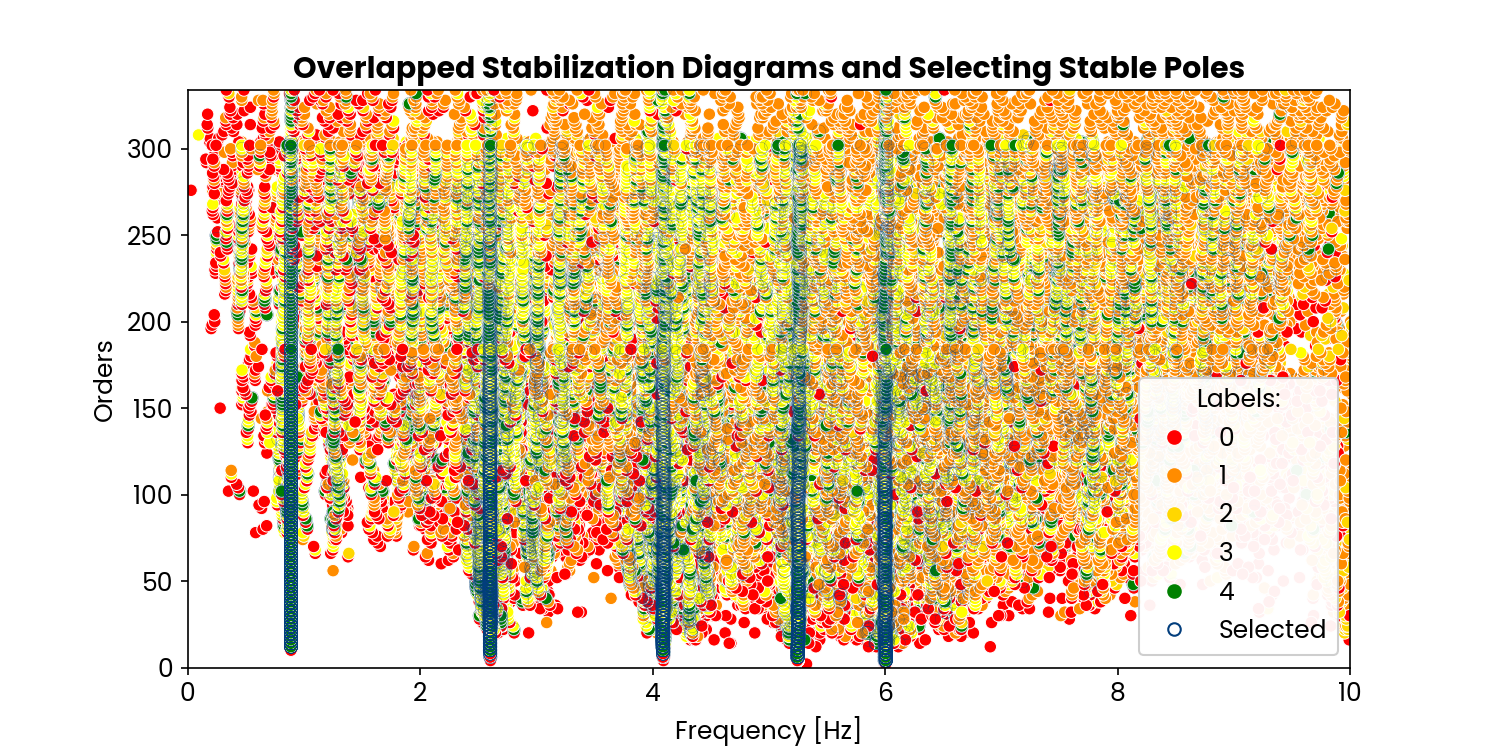 Overlapped Stabilization Diagrams and Selecting Stable Poles
300
250
200
150
100
50
0
Orders
0 2 4 6 8 10
Frequency [Hz]
Labels:
0
1
2
3
4
Selected